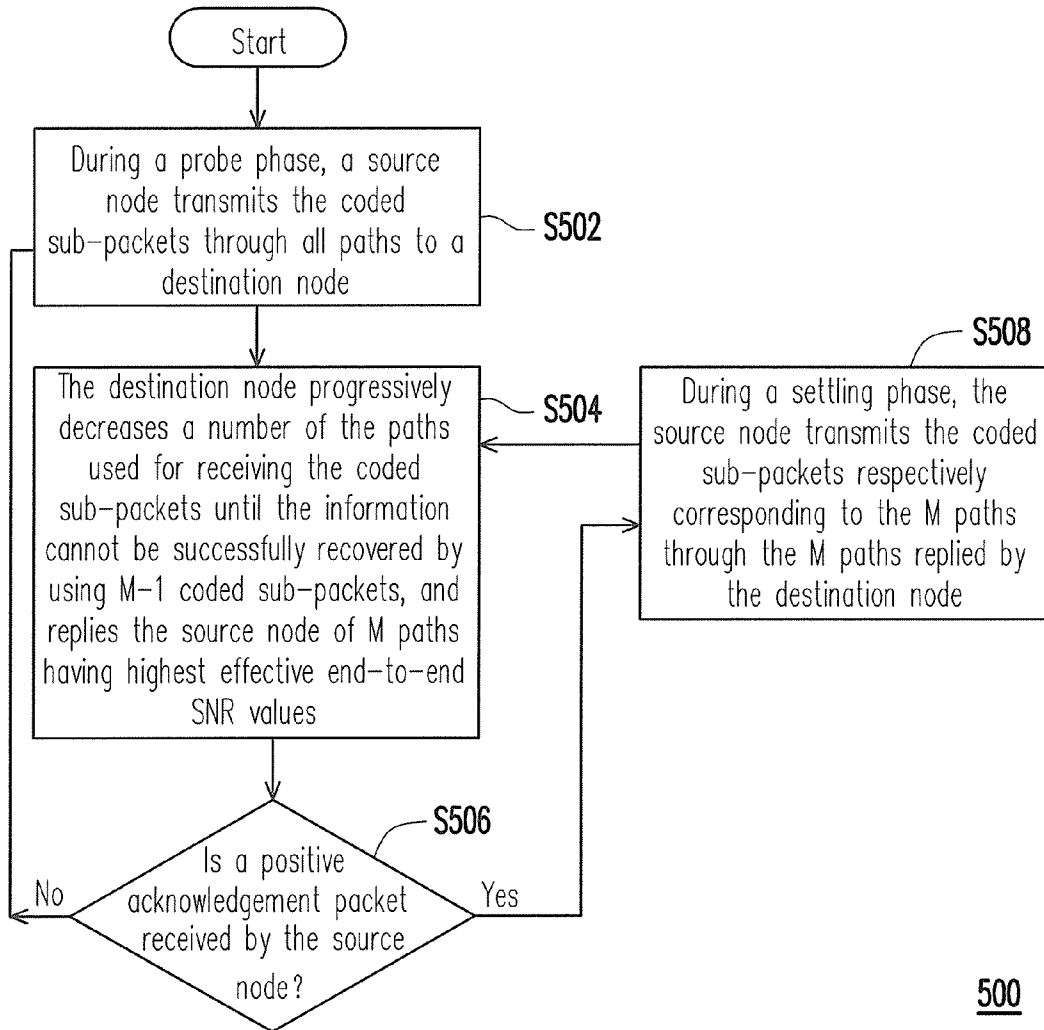 Start
During a probe phase, a source
node transmits the coded
sub-packets through all paths to a
destination node
S502
The destination node progressively
decreases a number of the paths
used for receiving the coded
sub-packets until the information
cannot be successfully recovered by
using M-1 coded sub-packets, and
replies the source node of M paths
having highest effective end-to-end
SNR values
S504
S508
During a settling phase, the
source node transmits the coded
sub-packets respectively
corresponding to the M paths
through the M paths replied by
the destination node
S506
Is a positive
acknowledgement packet
received by the source
node?
No
Yes
500